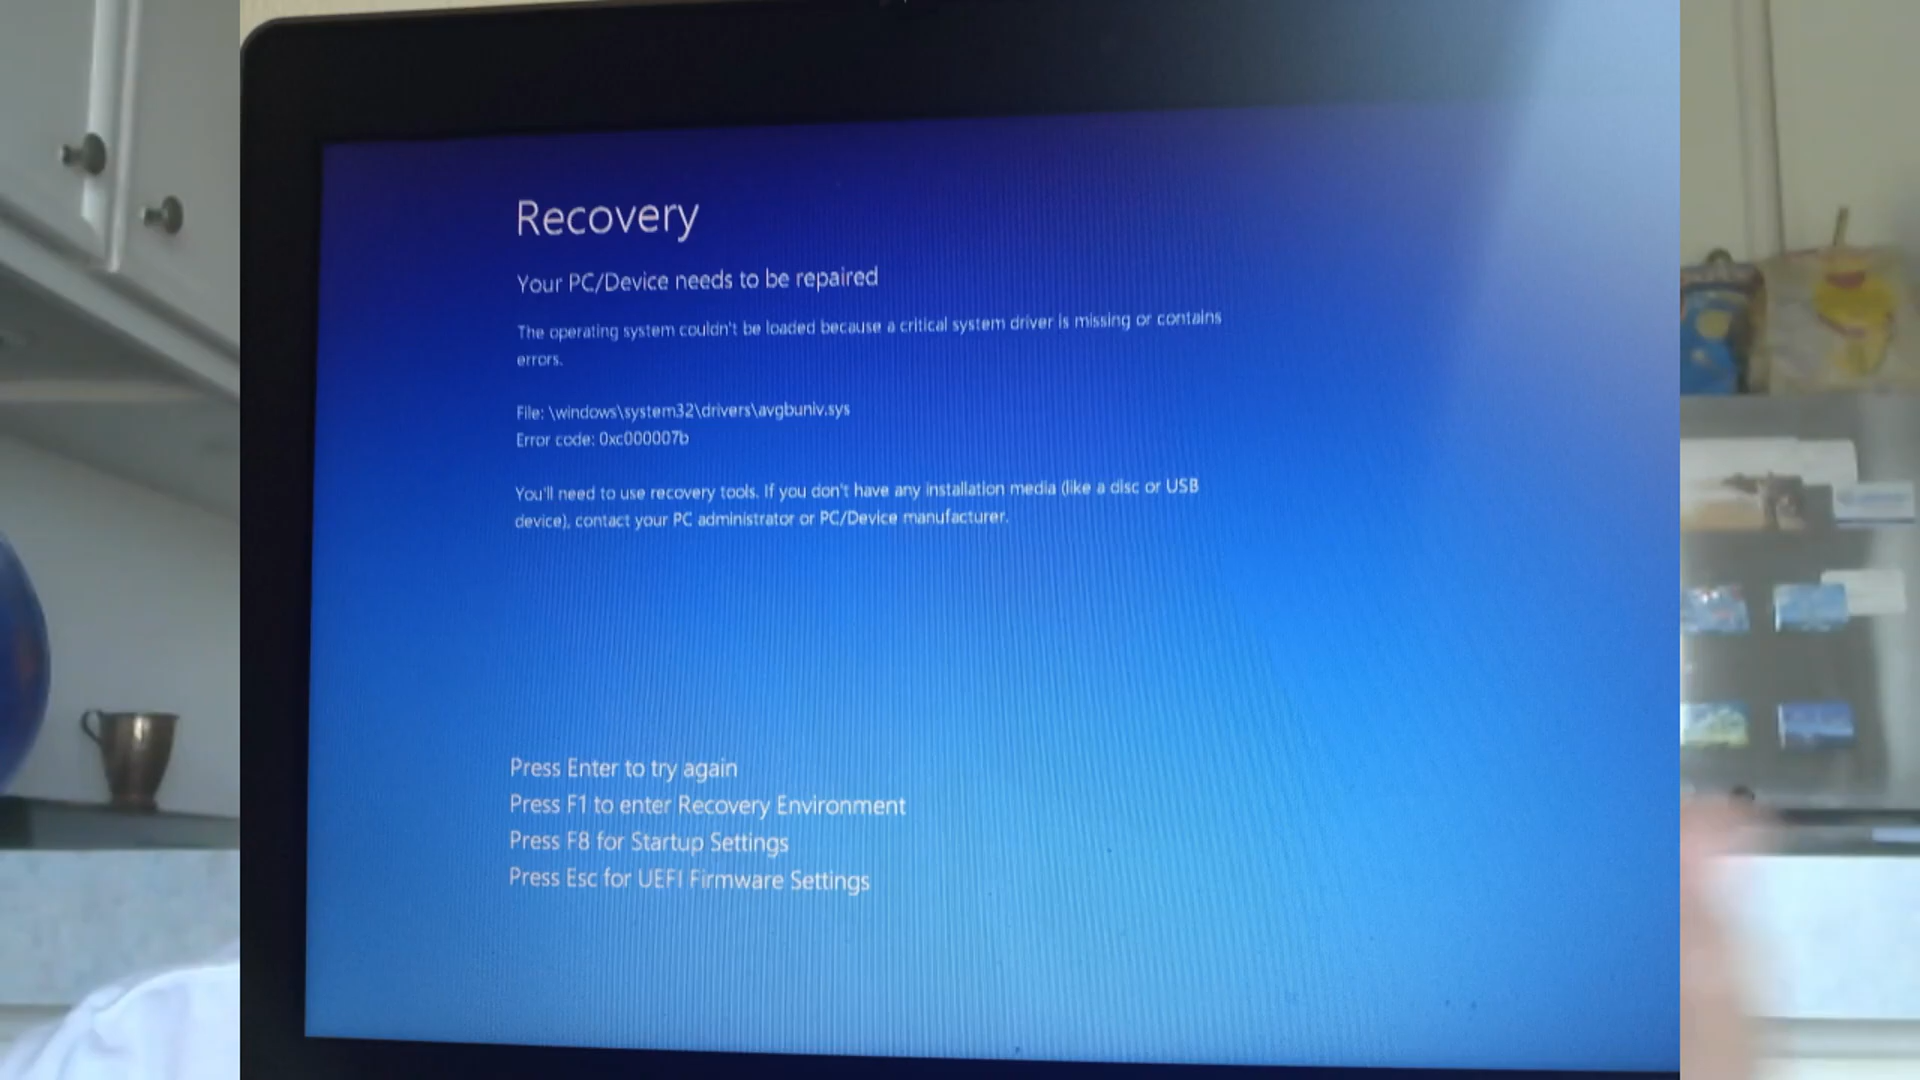 Recovery
Your PC/Device needs to be repaired
The operating system couldn't be loaded because a critical system driver is missing or contains
errors.
File: \windows\system32\drivers\avgbuniv.sys
Error code: 0xc000007b
You'll need to use recovery tools. If you don't have any installation media (like a disc or USB
device), contact your PC administrator or PC/Device manufacturer.
Press Enter to try again
Press F1 to enter Recovery Environment
Press F8 for Startup Settings
Press Esc for UEFI Firmware Settings